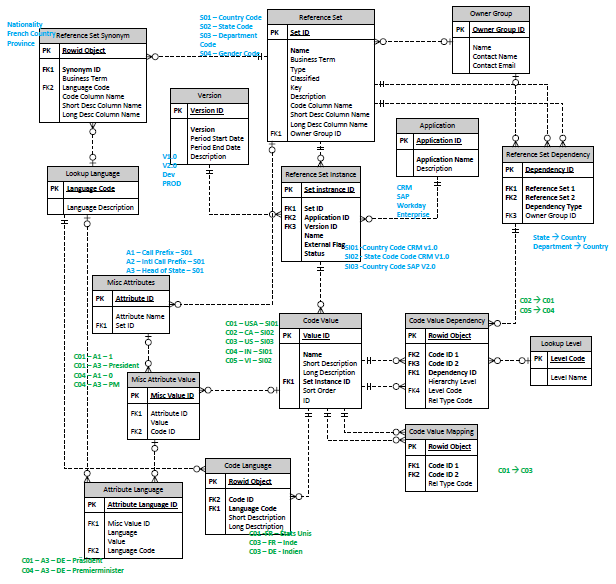 Nationality
French Country
Province
Reference Set Synonym
PK Rowid Object
FK1 Synonym ID
Business Term
FK2 Language Code
Code Column Name
Short Desc Column Name
Long Desc Column Name
S01 – Country Code
S02 – State Code
S03 – Department
Code
S04 – Gender Code
Reference Set
PK Set ID
Name
Business Term
Type
Classified
Key
Description
Code Column Name
Short Desc Column Name
Long Desc Column Name
FK1 Owner Group ID
Owner Group
PK Owner Group ID
Name
Contact Name
Contact Email
Version
PK Version ID
Version
Period Start Date
Period End Date
Description
V1.0
V2.0
Dev
PROD
Application
PK Application ID
Application Name
Description
CRM
SAP
Workday
Enterprise
Reference Set Dependency
PK Dependency ID
FK1 Reference Set 1
FK2 Reference Set 2
Dependency Type
FK3 Owner Group ID
State → Country
Department → Country
Lookup Language
PK Language Code
Language Description
Reference Set Instance
PK Set instance ID
FK1 Set ID
FK2 Application ID
FK3 Version ID
Name
External Flag
Status
SI01 -Country Code CRM v1.0
SI02 - State Code Code CRM V1.0
SI03 -Country Code SAP V2.0
A1 – Call Prefix – S01
A2 – Intl Call Prefix – S01
A3 – Head of State – S01
Misc Attributes
PK Attribute ID
Attribute Name
FK1 Set ID
C01 – USA – SI01
C02 – CA – SI02
C03 – US – SI03
C04 – IN – SI01
C05 – VI – SI02
Code Value
PK Value ID
Name
Short Description
Long Description
FK1 Set Instance ID
Sort Order
ID
Code Value Dependency
PK Rowid Object
FK2 Code ID 1
FK3 Code ID 2
FK1 Dependency ID
Hierarchy Level
FK4 Level Code
Rel Type Code
C02 → C01
C05 → C04
Lookup Level
PK Level Code
Level Name
C01 – A1 – 1
C01 – A3 – President
C04 – A1 – 0
C04 – A3 – PM
Misc Attribute Value
PK Misc Value ID
FK1 Attribute ID
Value
FK2 Code ID
Code Value Mapping
PK Rowid Object
FK1 Code ID 1
FK2 Code ID 2
Rel Type Code
C01 → C03
Code Language
PK Rowid Object
FK2 Code ID
FK1 Language Code
Short Desctription
Long Desctription
C01 -FR – Etats Unis
C03 – FR – Inde
C03 – DE - Indien
Attribute Language
PK Attribute Language ID
FK1 Misc Value ID
Language
Value
FK2 Language Code
C01 – A3 – DE – Präsident
C04 – A3 – DE – Premierminister